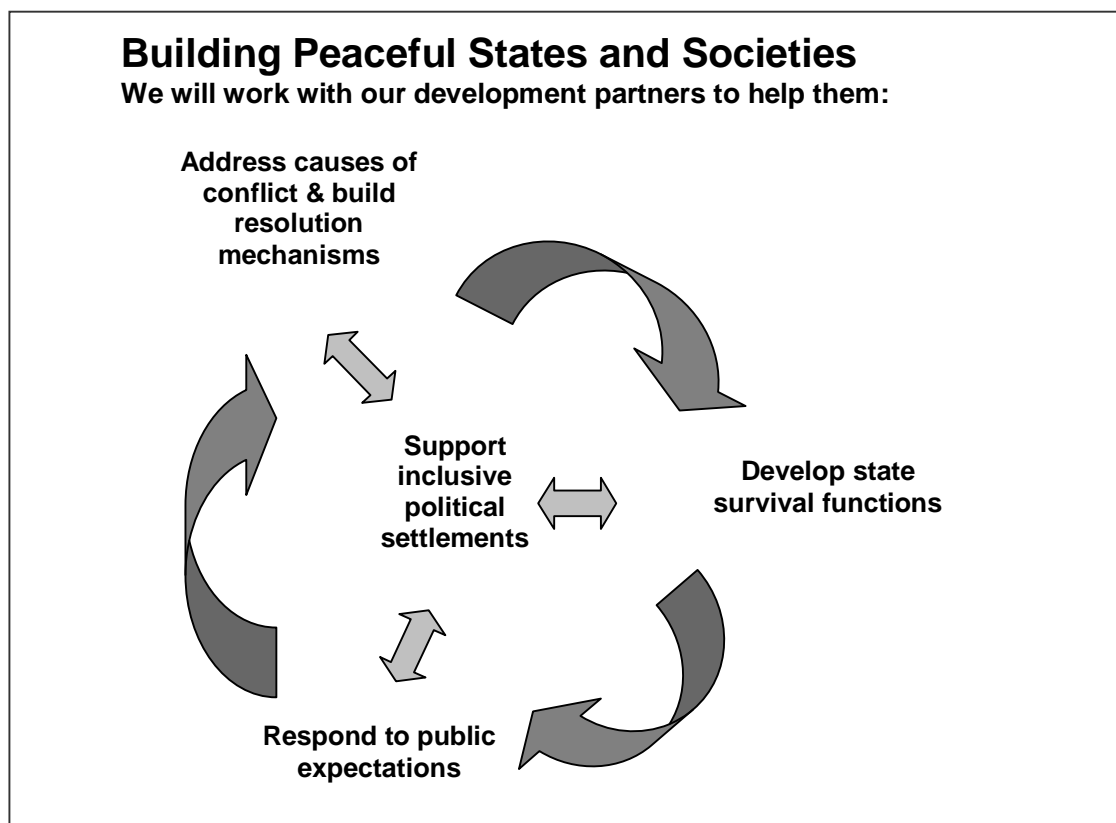 Building Peaceful States and Societies
We will work with our development partners to help them:
Address causes of
conflict & build
resolution
mechanisms
Support
inclusive
political
settlements
Develop state
survival functions
Respond to public
expectations